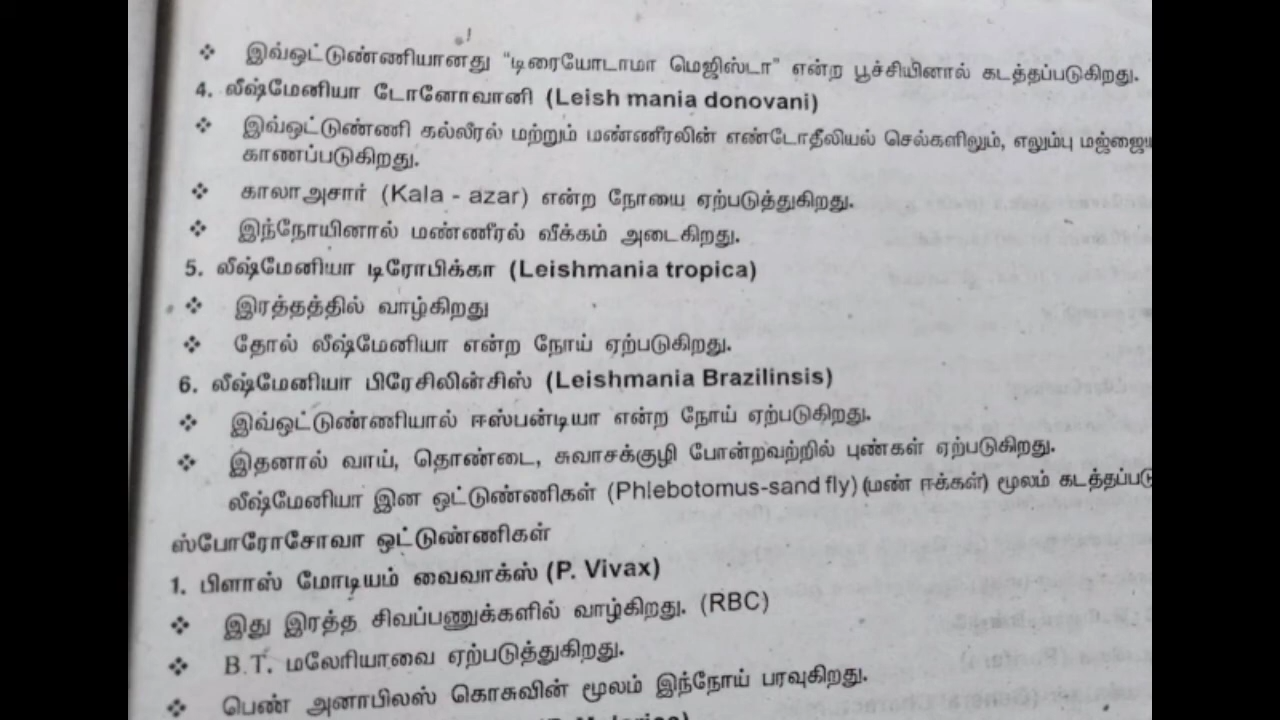 ❖ இவ்ஒட்டுண்ணியானது "டிரையோடாமா மெஜிஸ்டா" என்ற பூச்சியினால் கடத்தப்படுகிறது.
4. லீஷ்மேனியா டோனோவானி (Leish mania donovani)
❖ இவ்ஒட்டுண்ணி கல்லீரல் மற்றும் மண்ணீரலின் எண்டோதீலியல் செல்களிலும், எலும்பு
காணப்படுகிறது.
❖ காலாஅசார் (Kala - azar) என்ற நோயை ஏற்படுத்துகிறது.
❖ இந்நோயினால் மண்ணீரல் வீக்கம் அடைகிறது.
5. லீஷ்மேனியா டிரோபிக்கா (Leishmania tropica)
❖ இரத்தத்தில் வாழ்கிறது
❖ தோல் லீஷ்மேனியா என்ற நோய் ஏற்படுகிறது.
6. லீஷ்மேனியா பிரேசிலின்சிஸ் (Leishmania Brazilinsis)
❖ இவ்ஒட்டுண்ணியால் ஈஸ்பன்டியா என்ற நோய் ஏற்படுகிறது.
❖ இதனால் வாய், தொண்டை, சுவாசக்குழி போன்றவற்றில் புண்கள் ஏற்படுகிறது.
லீஷ்மேனியா இன ஒட்டுண்ணிகள் (Phlebotomus-sand fly) (மண் ஈக்கள்) மூலம்
ஸ்போரோசோவா ஒட்டுண்ணிகள்
1. பிளாஸ் மோடியம் வைவாக்ஸ் (P. Vivax)
❖ இது இரத்த சிவப்பணுக்களில் வாழ்கிறது. (RBC)
❖ B.T. மலேரியாவை ஏற்படுத்துகிறது.
❖ பெண் அனாபிலஸ் கொசுவின் மூலம் இந்நோய் பரவுகிறது.